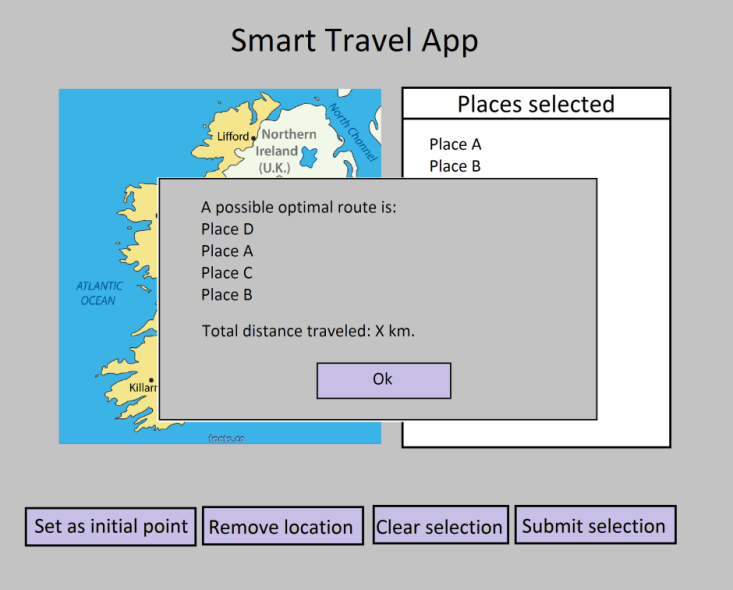 Smart Travel App
Places selected
Place A
Place B
Lifford
Northern
Ireland
(U.K.)
North Channel
ATLANTIC
OCEAN
A possible optimal route is:
Place D
Place A
Place C
Place B
Total distance traveled: X km.
Ok
Set as initial point
Remove location
Clear selection
Submit selection